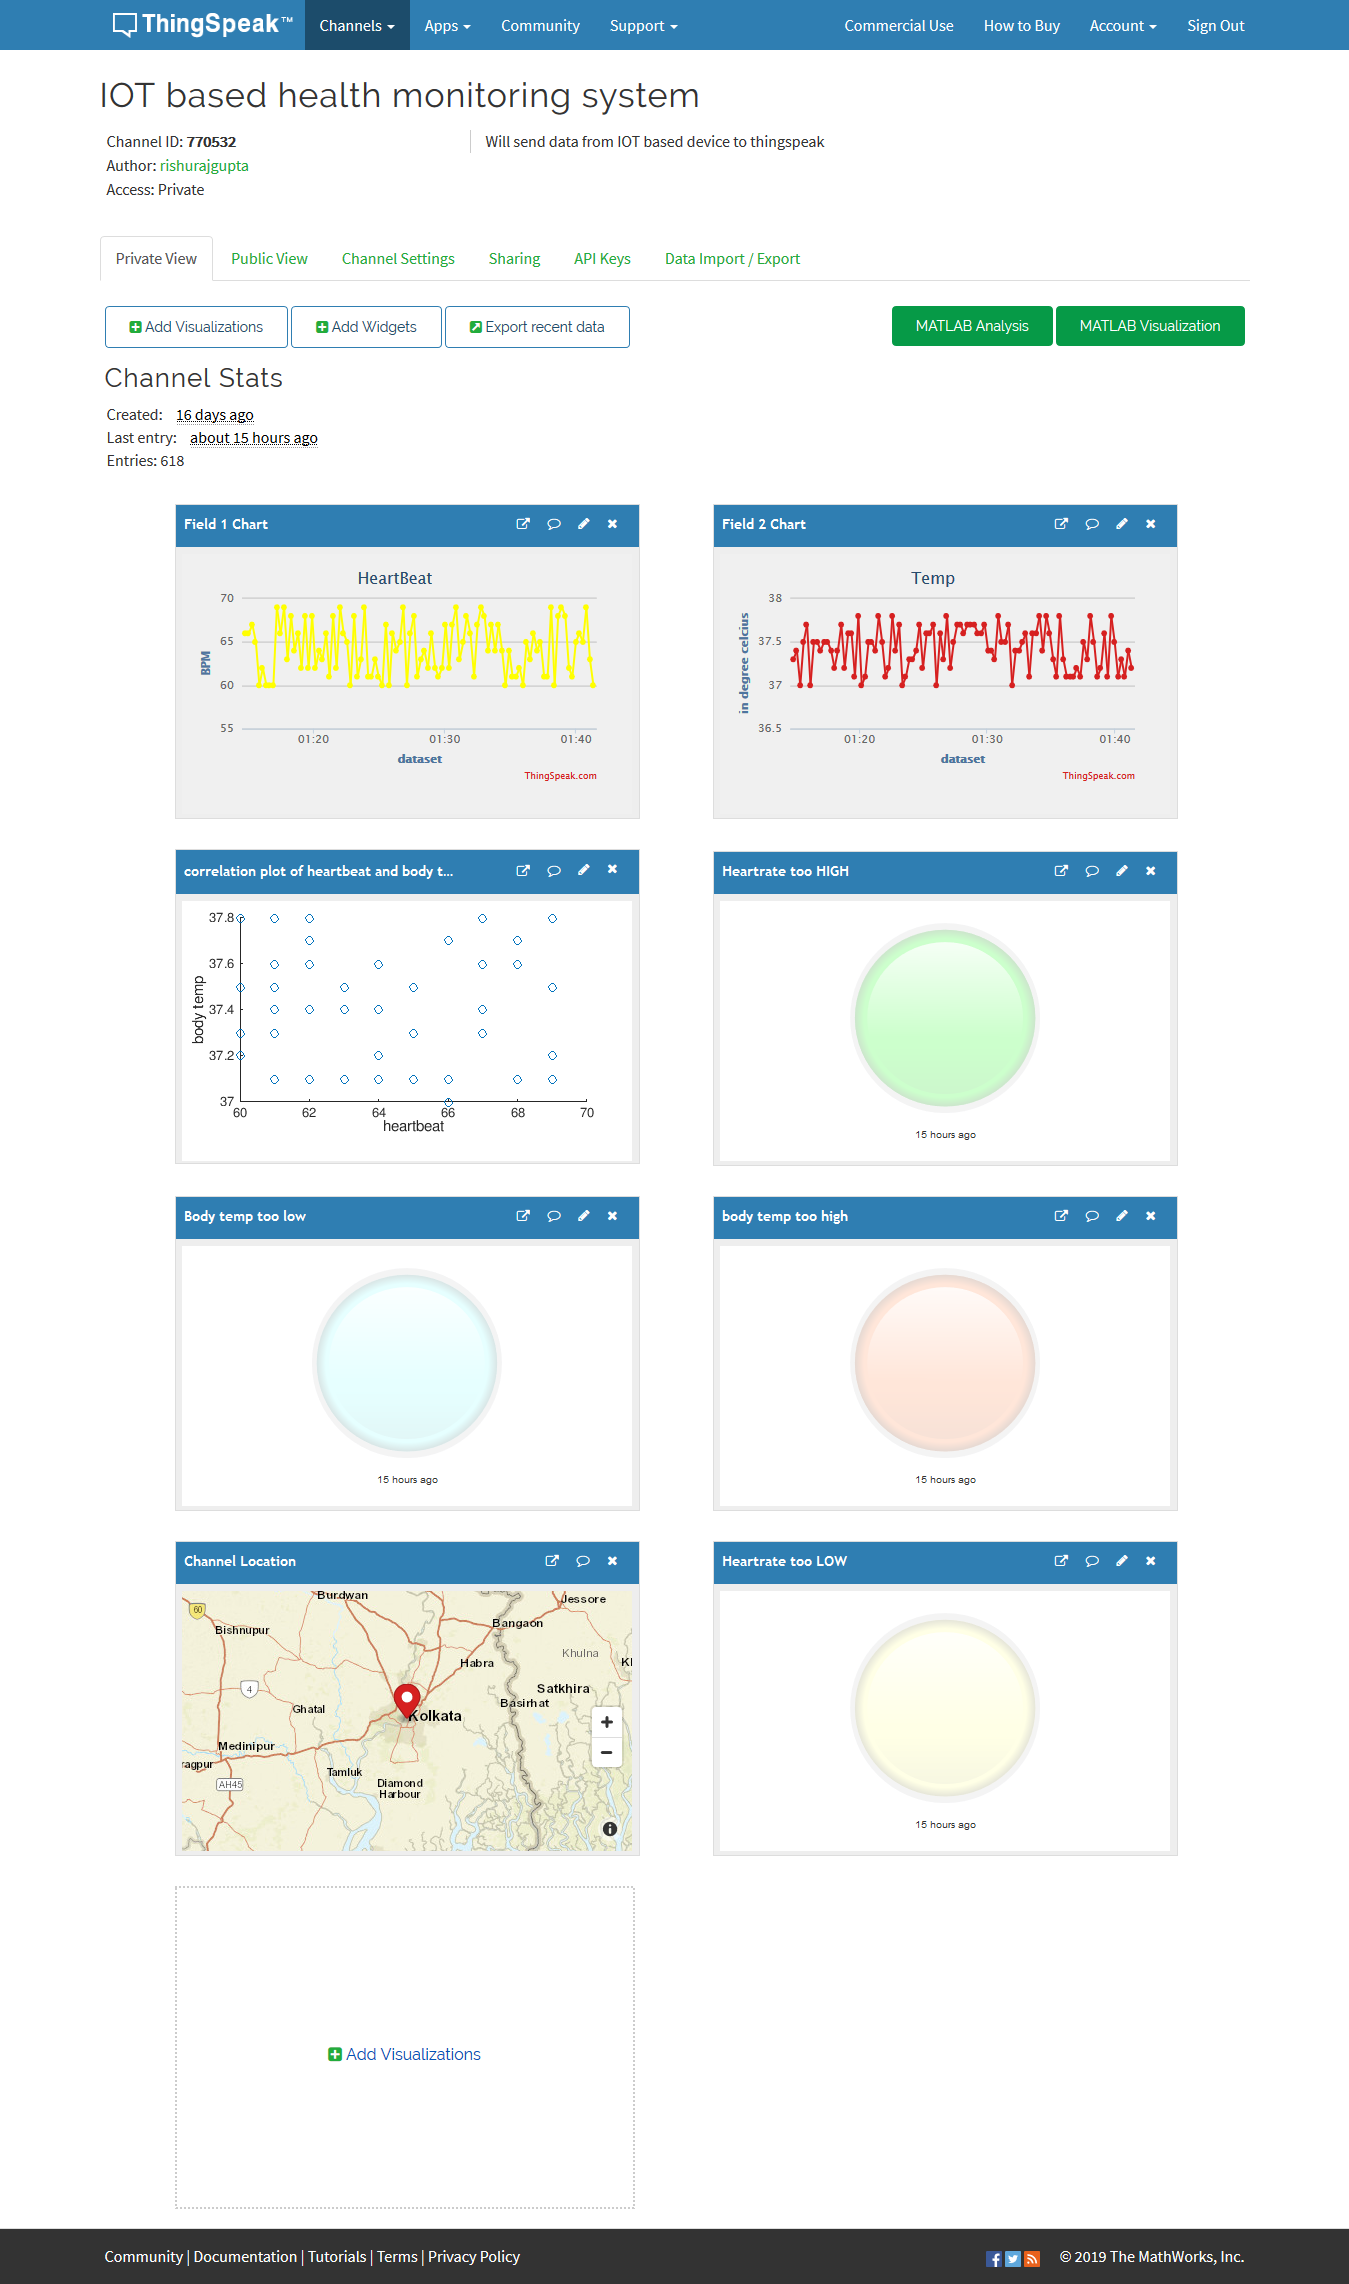 ThingSpeak™ Channels Apps Community Support Commercial Use How to Buy Account Sign Out
IOT based health monitoring system
Channel ID: 770532
Author: rishurajgupta
Access: Private
Will send data from IOT based device to thingspeak
Private View Public View Channel Settings Sharing API Keys Data Import / Export
Add Visualizations Add Widgets Export recent data MATLAB Analysis MATLAB Visualization
Channel Stats
Created: 16 days ago
Last entry: about 15 hours ago
Entries: 618
Field 1 Chart
HeartBeat
BPM
70
65
60
55
01:20 01:30 01:40
dataset
ThingSpeak.com
Field 2 Chart
Temp
in degree celcius
38
37.5
37
36.5
01:20 01:30 01:40
dataset
ThingSpeak.com
correlation plot of heartbeat and body t...
body temp
37.8
37.6
37.4
37.2
37
60 62 64 66 68 70
heartbeat
Heartrate too HIGH
15 hours ago
Body temp too low
15 hours ago
body temp too high
15 hours ago
Channel Location
Burdwan
Jessore
60
Bangaon
Bishnupur
Khulna
Habra
Kl
4
Satkhira
Basirhat
Ghatal
Kolkata
Medinipur
ragpur
Tamluk
AH45
Diamond
Harbour
Heartrate too LOW
15 hours ago
Add Visualizations
Community | Documentation | Tutorials | Terms | Privacy Policy
© 2019 The MathWorks, Inc.